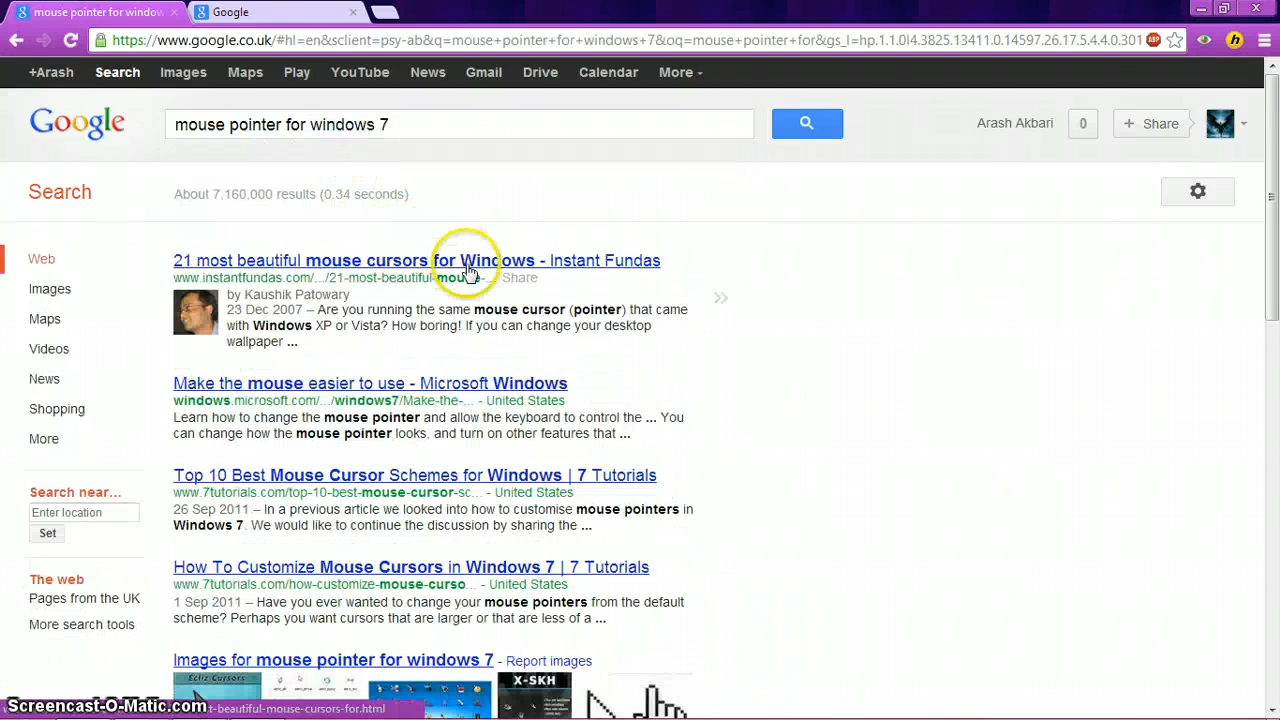 mouse pointer for window
Google
https://www.google.co.uk/#hl=en&sclient=psy-ab&q=mouse+pointer+for+windows+7&oq=mouse+pointer+for&gs_l=hp.1.1.0l4.3825.13411.0.14597.26.17.5.4.4.0.301
ABP
+Arash Search Images Maps Play YouTube News Gmail Drive Calendar More
Google
mouse pointer for windows 7
Arash Akbari
0
+ Share
Search
About 7,160,000 results (0.34 seconds)
Web
Images
Maps
Videos
News
Shopping
More
Search near...
Enter location
Set
The web
Pages from the UK
More search tools
21 most beautiful mouse cursors for Windows - Instant Fundas
www.instantfundas.com/.../21-most-beautiful-mouse-... Share
by Kaushik Patowary
23 Dec 2007 – Are you running the same mouse cursor (pointer) that came
with Windows XP or Vista? How boring! If you can change your desktop
wallpaper ...
Make the mouse easier to use - Microsoft Windows
windows.microsoft.com/.../windows7/Make-the-... - United States
Learn how to change the mouse pointer and allow the keyboard to control the ... You
can change how the mouse pointer looks, and turn on other features that ...
Top 10 Best Mouse Cursor Schemes for Windows | 7 Tutorials
www.7tutorials.com/top-10-best-mouse-cursor-sc... - United States
26 Sep 2011 – In a previous article we looked into how to customise mouse pointers in
Windows 7. We would like to continue the discussion by sharing the ...
How To Customize Mouse Cursors in Windows 7 | 7 Tutorials
www.7tutorials.com/how-customize-mouse-curso... - United States
1 Sep 2011 – Have you ever wanted to change your mouse pointers from the default
scheme? Perhaps you want cursors that are larger or that are less of a ...
Images for mouse pointer for windows 7 - Report images
Ecliz Cursors
X-SKH
Screencast-O-Matic.com
st-beautiful-mouse-cursors-for.html